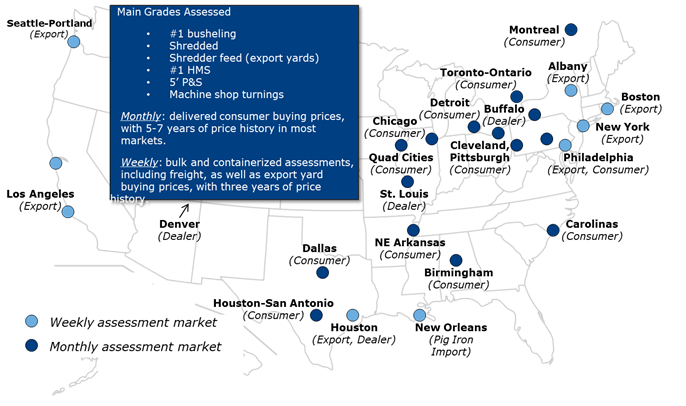 Main Grades Assessed
• #1 busheling
• Shredded
• Shredder feed (export yards)
• #1 HMS
• 5’ P&S
• Machine shop turnings
Monthly: delivered consumer buying prices,
with 5-7 years of price history in most
markets.
Weekly: bulk and containerized assessments,
including freight, as well as export yard
buying prices, with three years of price
history.
Seattle-Portland
(Export)
Montreal
(Consumer)
Toronto-Ontario
(Consumer)
Albany
(Export)
Detroit
(Consumer)
Buffalo
(Dealer)
Boston
(Export)
Chicago
(Consumer)
New York
(Export)
Quad Cities
(Consumer)
Cleveland,
Pittsburgh
(Consumer)
Philadelphia
(Export, Consumer)
Los Angeles
(Export)
St. Louis
(Dealer)
Denver
(Dealer)
Carolinas
(Consumer)
NE Arkansas
(Consumer)
Dallas
(Consumer)
Birmingham
(Consumer)
Houston-San Antonio
(Consumer)
Houston
(Export, Dealer)
New Orleans
(Pig Iron
Import)
Weekly assessment market
Monthly assessment market